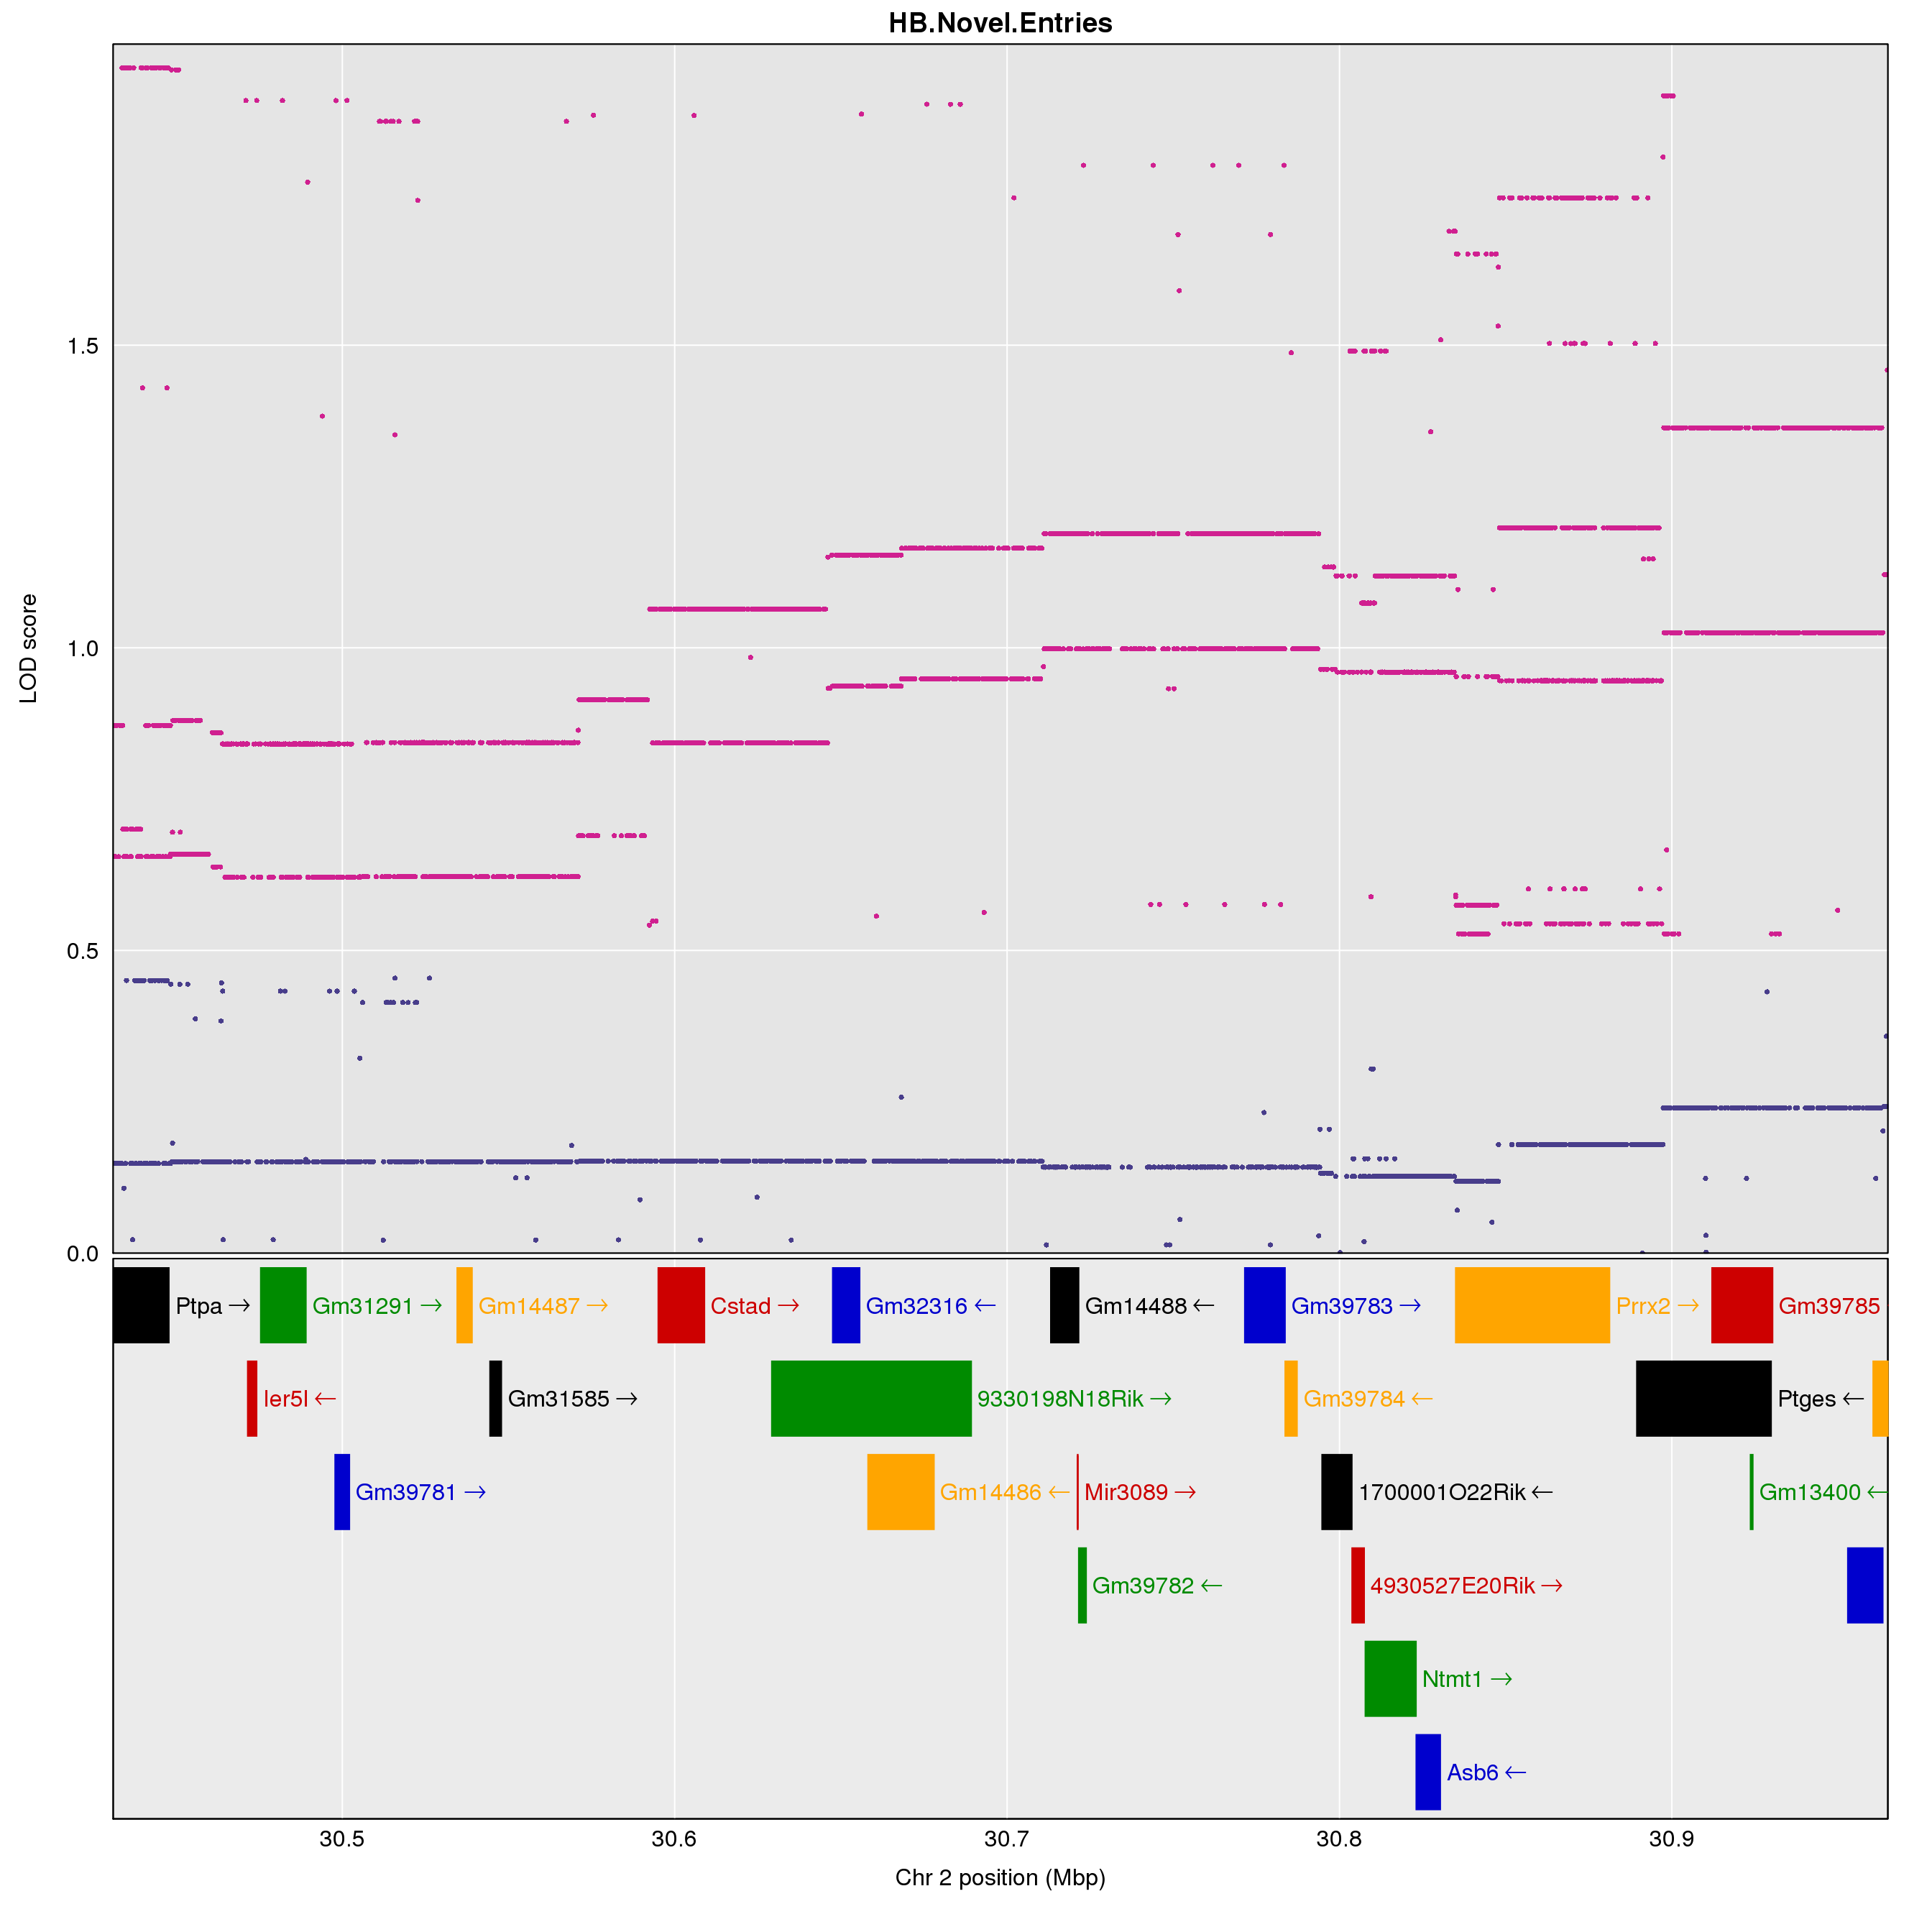 HB.Novel.Entries
LOD score
1.5
1.0
0.5
0.0
Ptpa →
Gm31291 →
Gm14487 →
Cstad →
Gm32316 ←
Gm14488 ←
Gm39783 →
Prrx2 →
Gm39785
Ier5l ←
Gm31585 →
9330198N18Rik →
Gm39784 ←
Ptges ←
Gm39781 →
Gm14486 ←
Mir3089 →
1700001O22Rik ←
Gm13400 ←
Gm39782 ←
4930527E20Rik →
Ntmt1 →
Asb6 ←
30.5 30.6 30.7 30.8 30.9
Chr 2 position (Mbp)